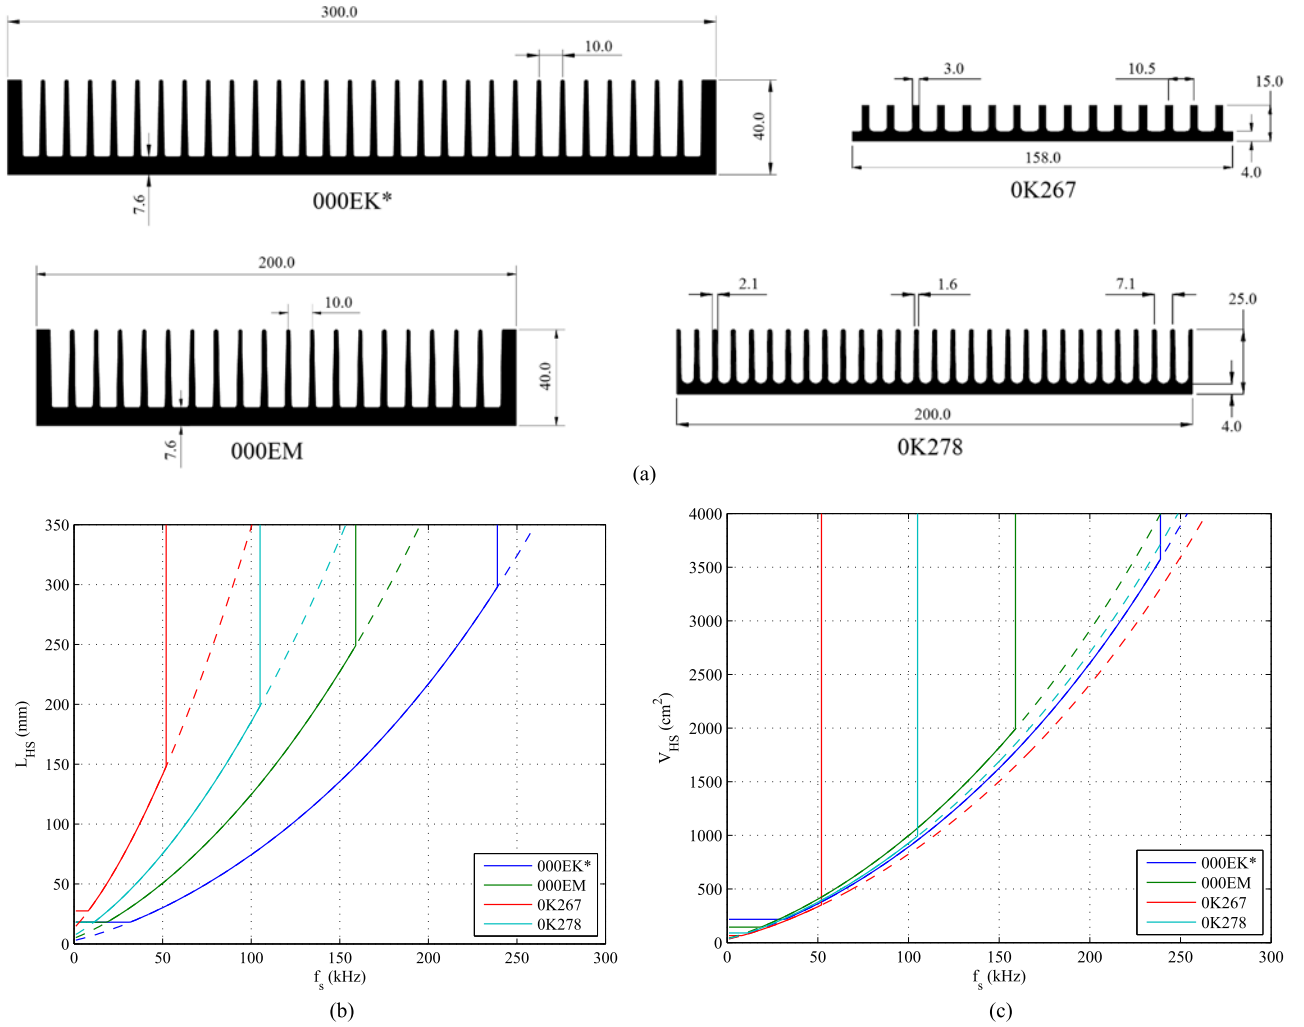 300.0
10.0
40.0
7.6
000EK*
3.0
10.5
15.0
158.0
4.0
0K267
200.0
10.0
40.0
7.6
000EM
2.1
1.6
7.1
25.0
200.0
4.0
0K278
(a)
350
300
250
200
150
100
50
0
L_HS (mm)
0 50 100 150 200 250 300
f_s (kHz)
000EK*
000EM
0K267
0K278
(b)
4000
3500
3000
2500
2000
1500
1000
500
0
V_HS (cm²)
0 50 100 150 200 250 300
f_s (kHz)
000EK*
000EM
0K267
0K278
(c)